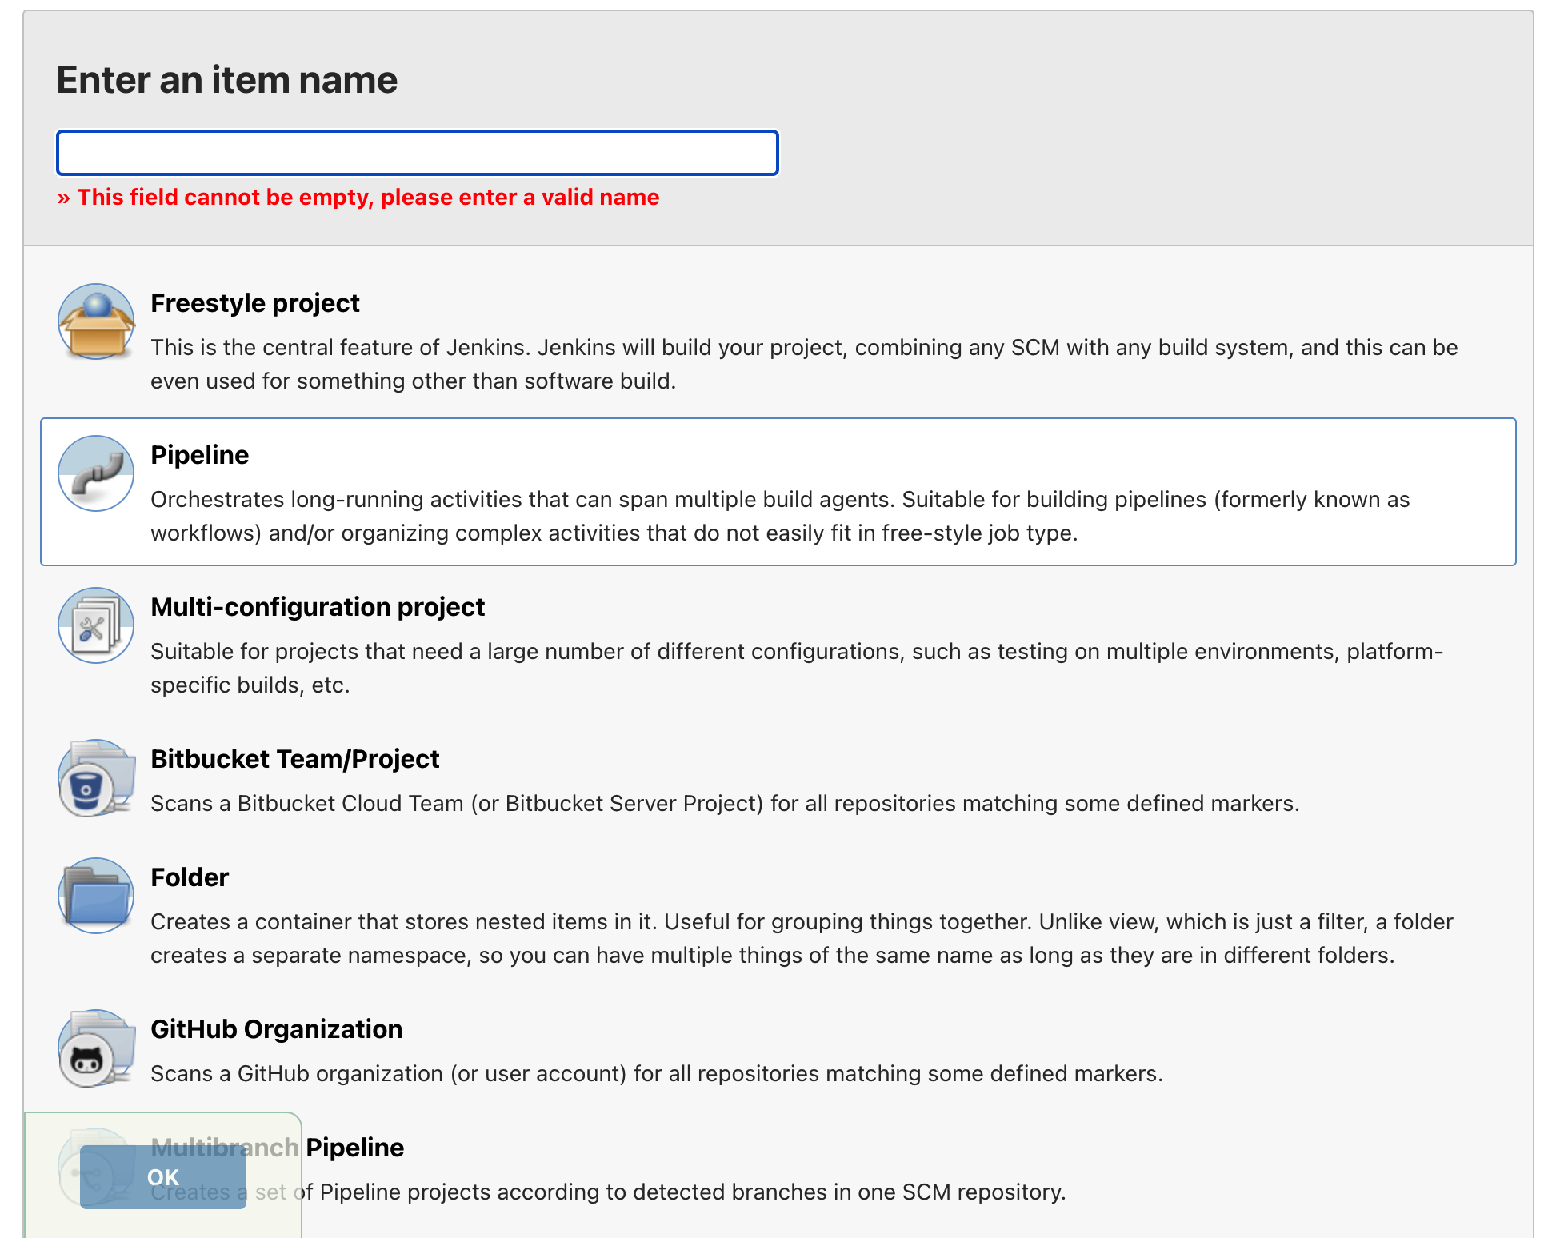 Enter an item name
» This field cannot be empty, please enter a valid name
Freestyle project
This is the central feature of Jenkins. Jenkins will build your project, combining any SCM with any build system, and this can be
even used for something other than software build.
Pipeline
Orchestrates long-running activities that can span multiple build agents. Suitable for building pipelines (formerly known as
workflows) and/or organizing complex activities that do not easily fit in free-style job type.
Multi-configuration project
Suitable for projects that need a large number of different configurations, such as testing on multiple environments, platform-
specific builds, etc.
Bitbucket Team/Project
Scans a Bitbucket Cloud Team (or Bitbucket Server Project) for all repositories matching some defined markers.
Folder
Creates a container that stores nested items in it. Useful for grouping things together. Unlike view, which is just a filter, a folder
creates a separate namespace, so you can have multiple things of the same name as long as they are in different folders.
GitHub Organization
Scans a GitHub organization (or user account) for all repositories matching some defined markers.
Multibranch Pipeline
OK
Creates a set of Pipeline projects according to detected branches in one SCM repository.